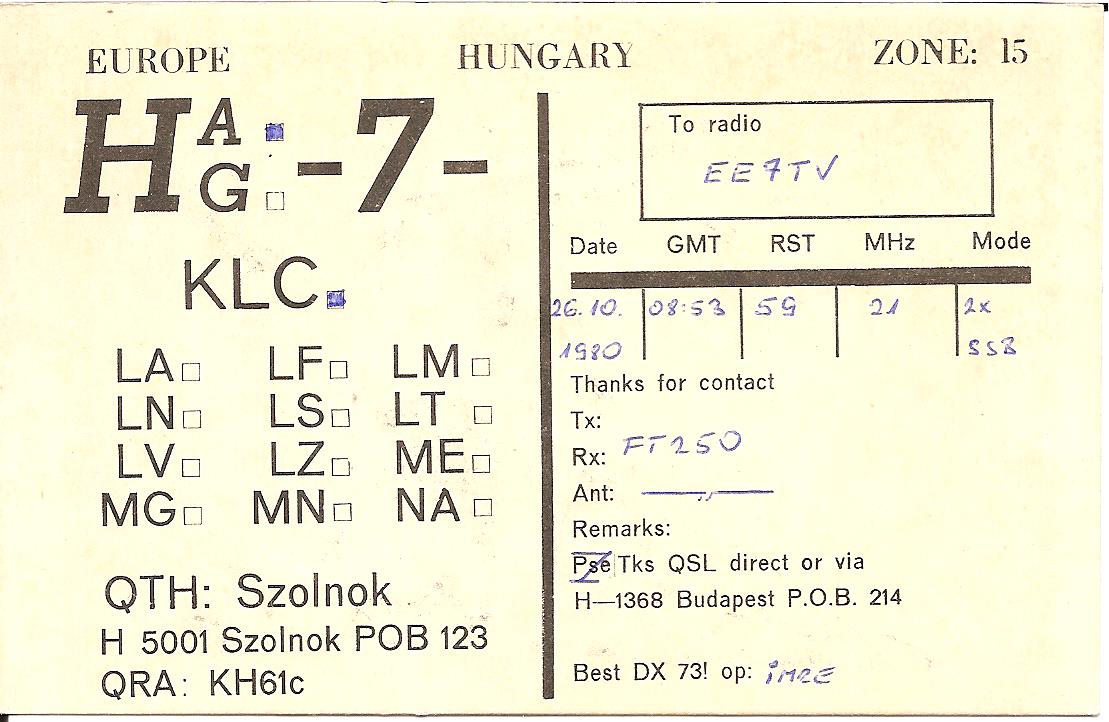 EUROPE HUNGARY ZONE: 15
HA -7-
G
KLC
LA LF LM
LN LS LT
LV LZ ME
MG MN NA
QTH: Szolnok
H 5001 Szolnok POB 123
QRA: KH61c
To radio
EE7TV
Date GMT RST MHz Mode
26.10. 08:53 59 21 2x
1980 SSB
Thanks for contact
Tx:
FT250
Rx:
Ant: —„—
Remarks:
Pse Tks QSL direct or via
H—1368 Budapest P.O.B. 214
Best DX 73! op: imre